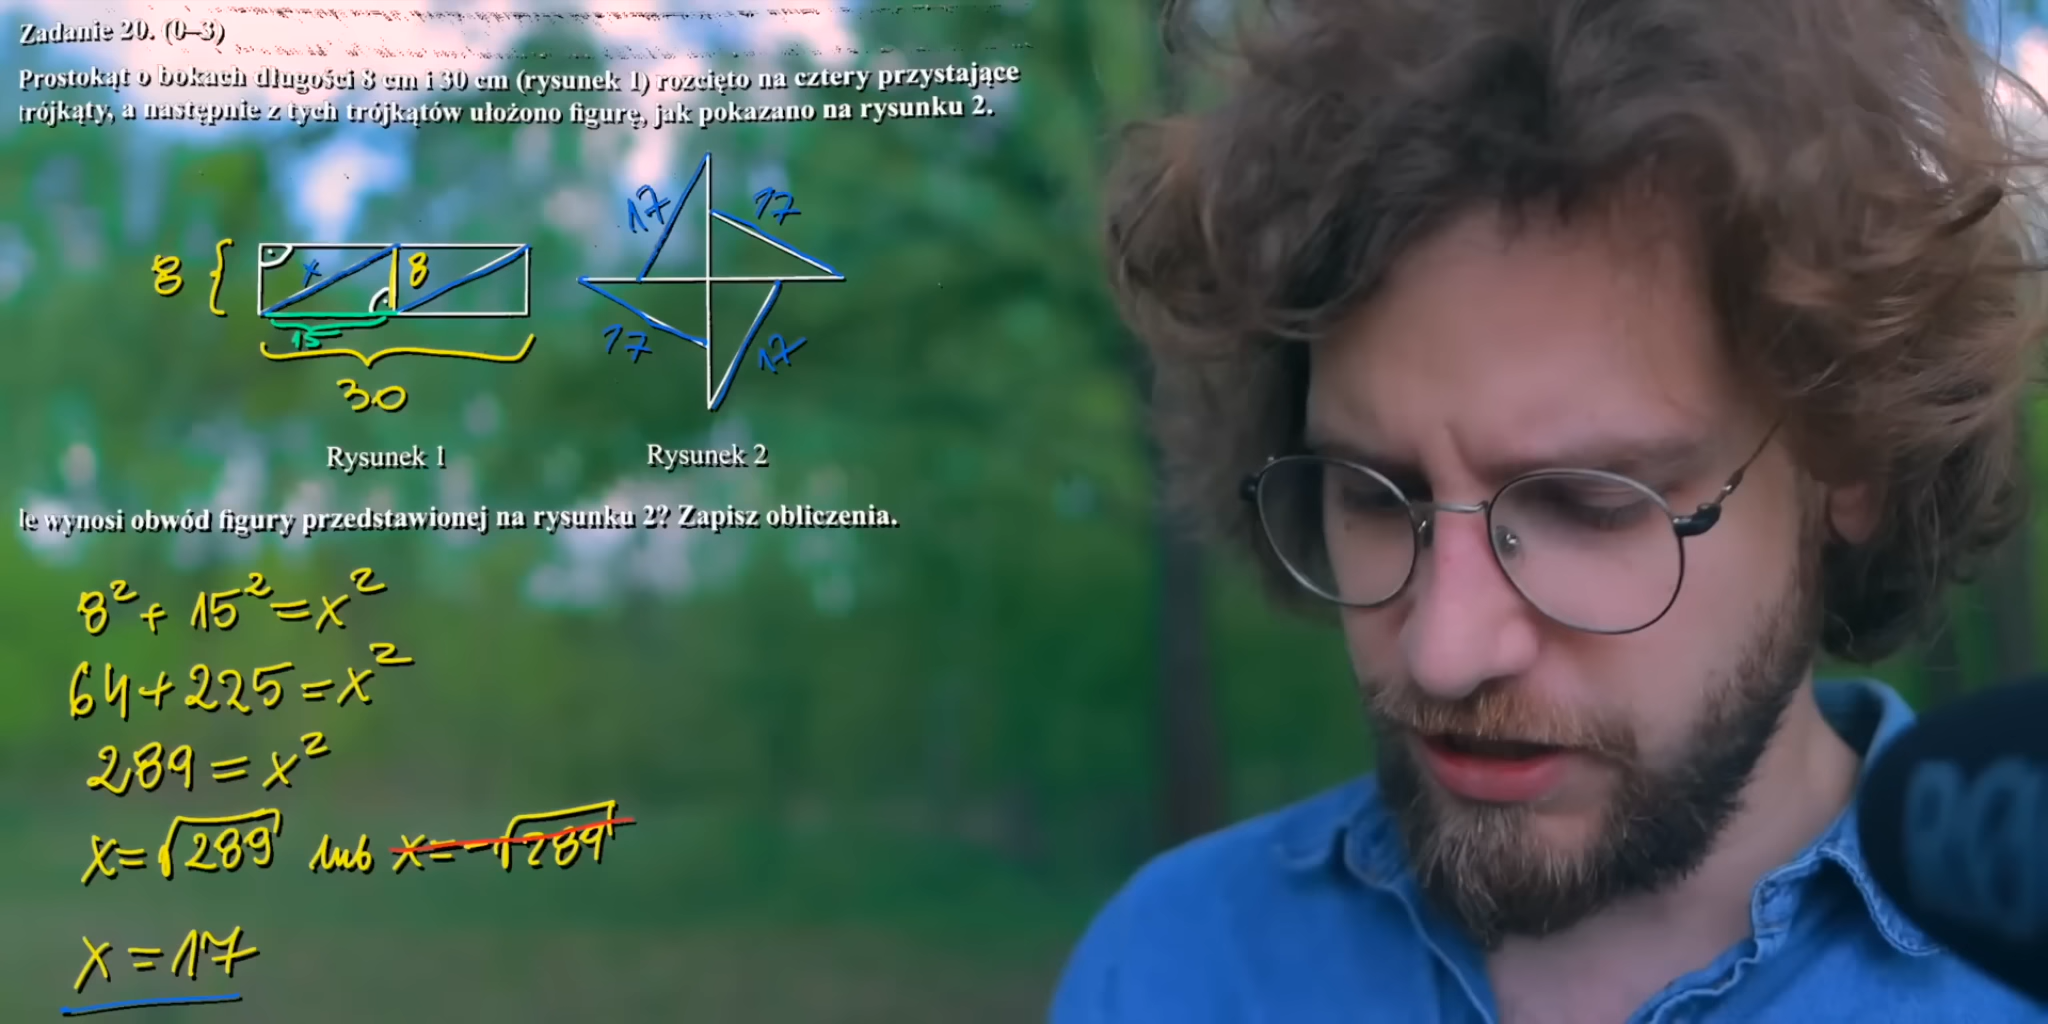 Zadanie 20. (0–3)
Prostokąt o bokach długości 8 cm i 30 cm (rysunek 1) rozcięto na cztery przystające
trójkąty, a następnie z tych trójkątów ułożono figurę, jak pokazano na rysunku 2.
17
17
8
x
8
15
17
17
30
Rysunek 1
Rysunek 2
le wynosi obwód figury przedstawionej na rysunku 2? Zapisz obliczenia.
8² + 15² = x²
64 + 225 = x²
289 = x²
x = √289 lub x = -√289
x = 17